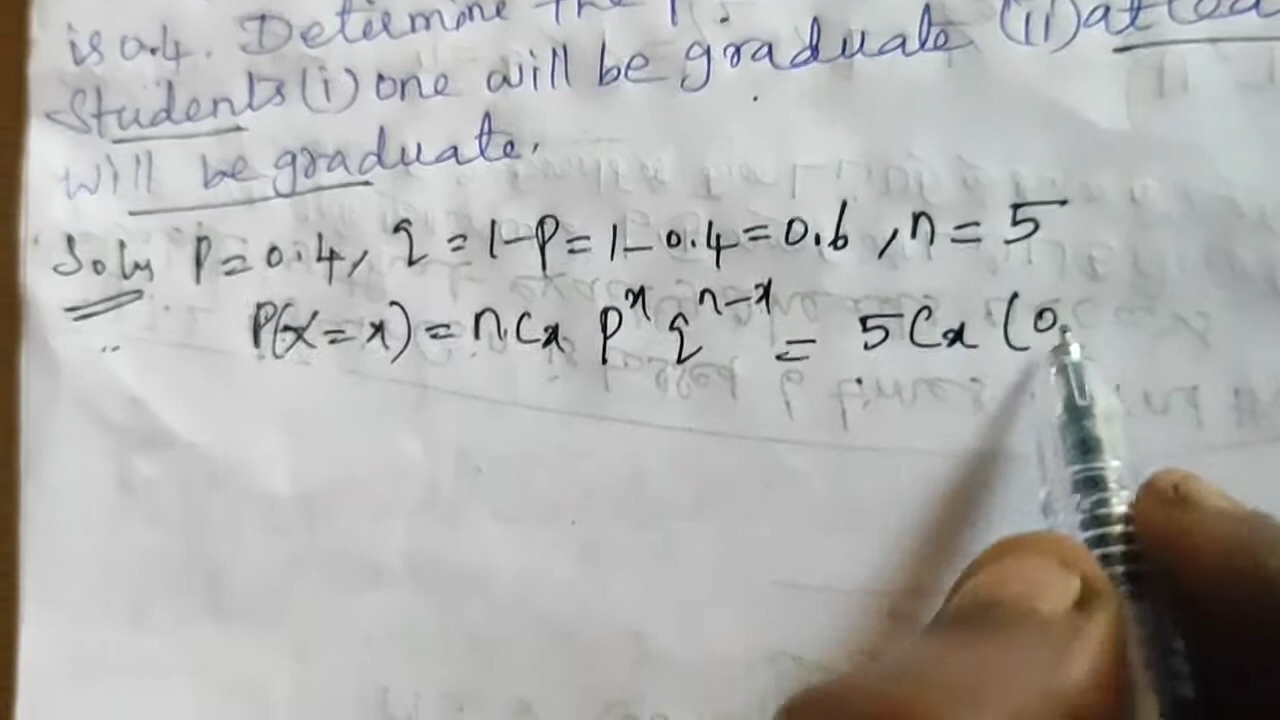 is 0.4. Determine the
Students (i) one will be graduate (ii) at
will be graduate.
Soln P = 0.4, q = 1-P = 1-0.4 = 0.6, n = 5
P(X = x) = nCx p^x q^n-x = 5Cx (0.